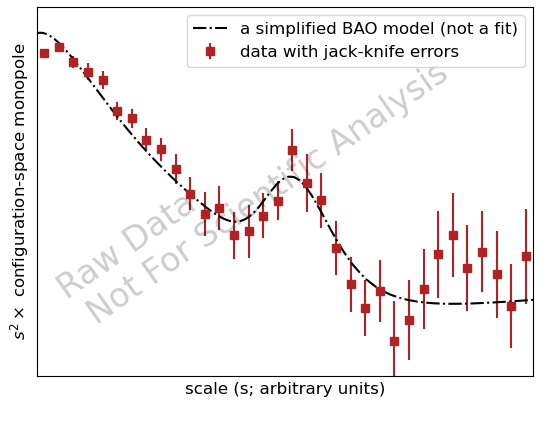 a simplified BAO model (not a fit)
data with jack-knife errors
Raw Data
Not For Scientific Analysis
s² × configuration-space monopole
scale (s; arbitrary units)